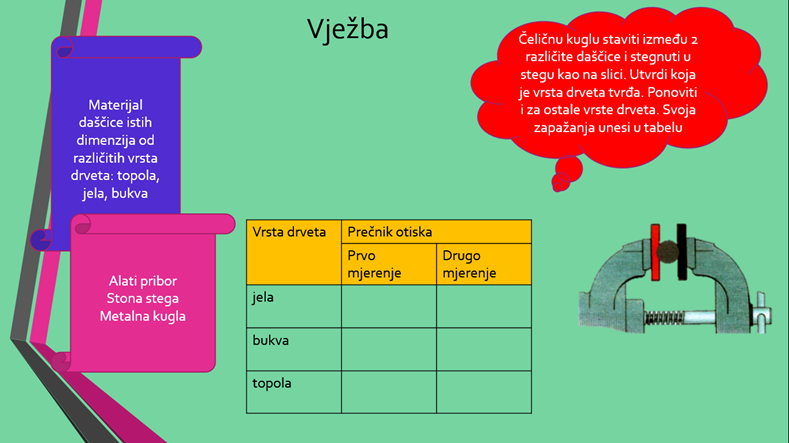 Vježba
Čeličnu kuglu staviti između 2
različite daščice i stegnuti u
stegu kao na slici. Utvrdi koja
je vrsta drveta tvrđa. Ponoviti
i za ostale vrste drveta. Svoja
zapažanja unesi u tabelu
Materijal
daščice istih
dimenzija od
različitih vrsta
drveta: topola,
jela, bukva
Alati pribor
Stona stega
Metalna kugla
Vrsta drveta
Prečnik otiska
Prvo
mjerenje
Drugo
mjerenje
jela
bukva
topola